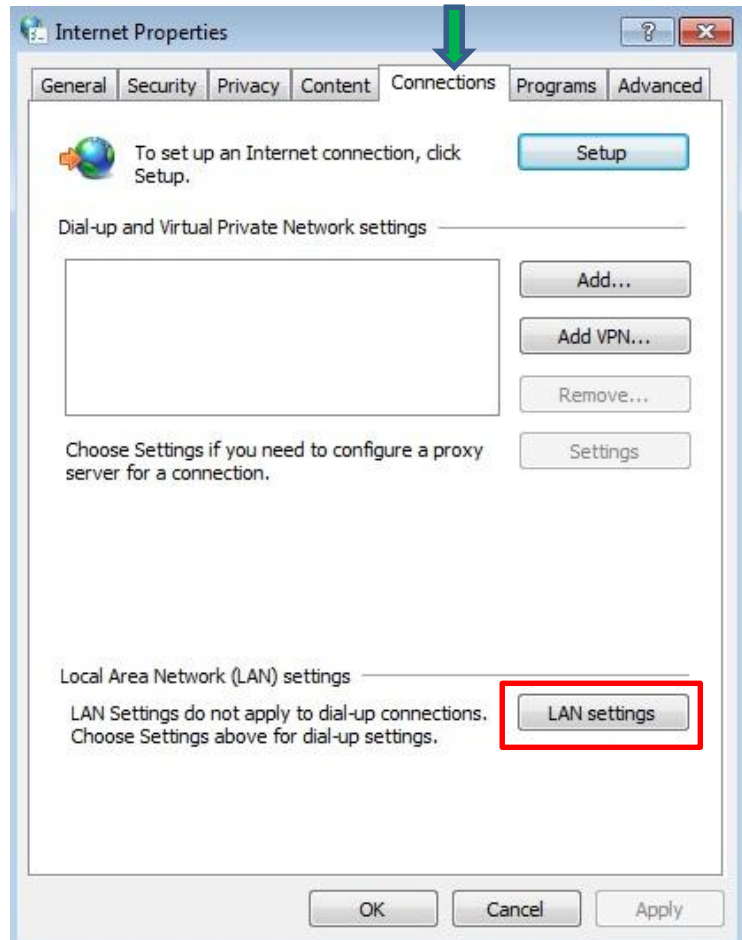 Internet Properties
General Security Privacy Content Connections Programs Advanced
To set up an Internet connection, click
Setup.
Setup
Dial-up and Virtual Private Network settings
Add...
Add VPN...
Remove...
Choose Settings if you need to configure a proxy
server for a connection.
Settings
Local Area Network (LAN) settings
LAN Settings do not apply to dial-up connections.
Choose Settings above for dial-up settings.
LAN settings
OK Cancel Apply